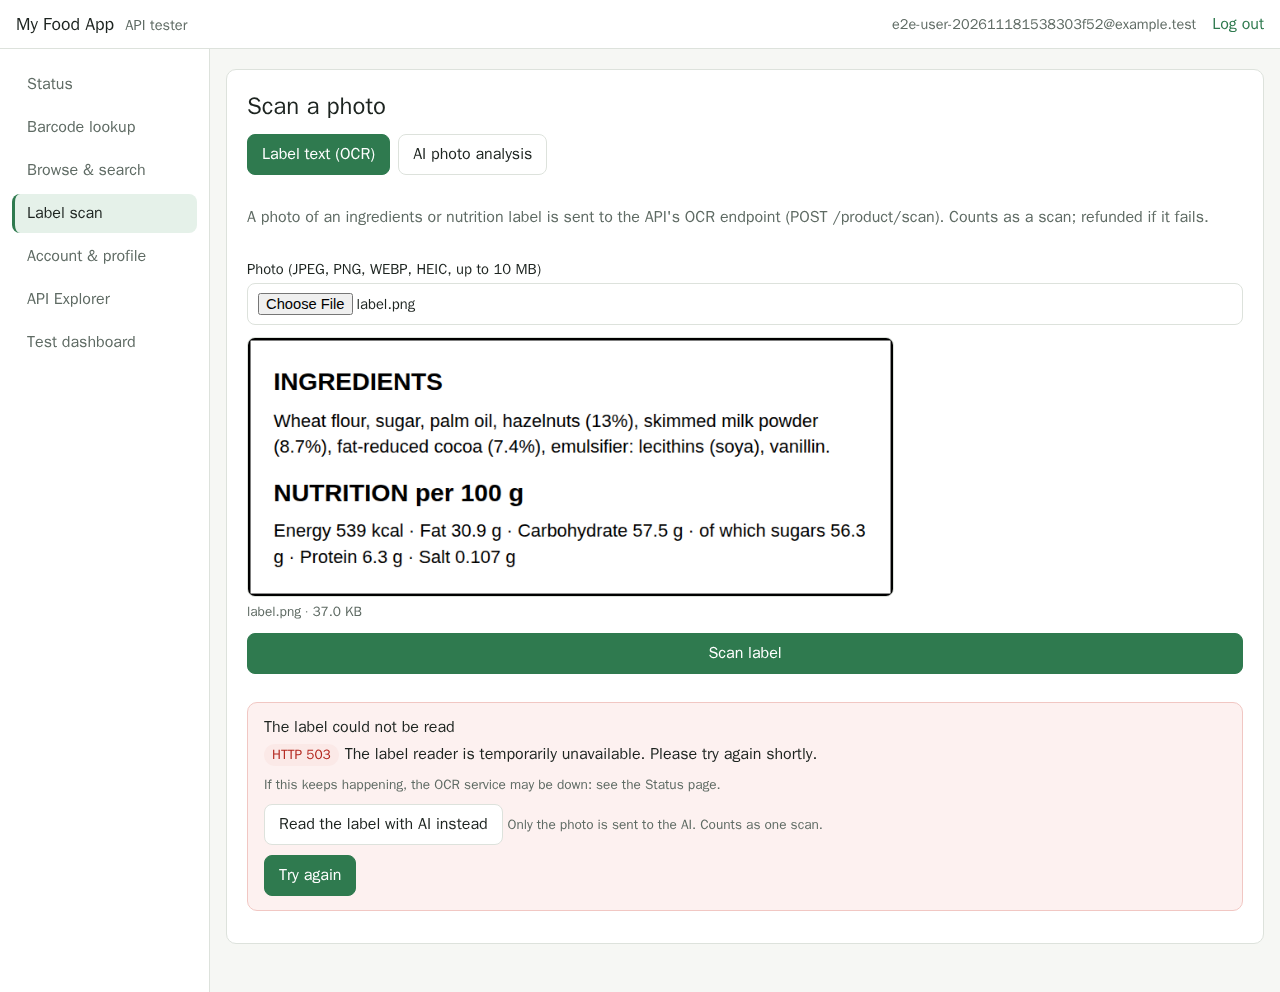 My Food App API tester
e2e-user-202611181538303f52@example.test Log out
Status
Barcode lookup
Browse & search
Label scan
Account & profile
API Explorer
Test dashboard
Scan a photo
Label text (OCR) AI photo analysis
A photo of an ingredients or nutrition label is sent to the API's OCR endpoint (POST /product/scan). Counts as a scan; refunded if it fails.
Photo (JPEG, PNG, WEBP, HEIC, up to 10 MB)
Choose File label.png
INGREDIENTS
Wheat flour, sugar, palm oil, hazelnuts (13%), skimmed milk powder
(8.7%), fat-reduced cocoa (7.4%), emulsifier: lecithins (soya), vanillin.
NUTRITION per 100 g
Energy 539 kcal · Fat 30.9 g · Carbohydrate 57.5 g · of which sugars 56.3
g · Protein 6.3 g · Salt 0.107 g
label.png · 37.0 KB
Scan label
The label could not be read
HTTP 503 The label reader is temporarily unavailable. Please try again shortly.
If this keeps happening, the OCR service may be down: see the Status page.
Read the label with AI instead Only the photo is sent to the AI. Counts as one scan.
Try again